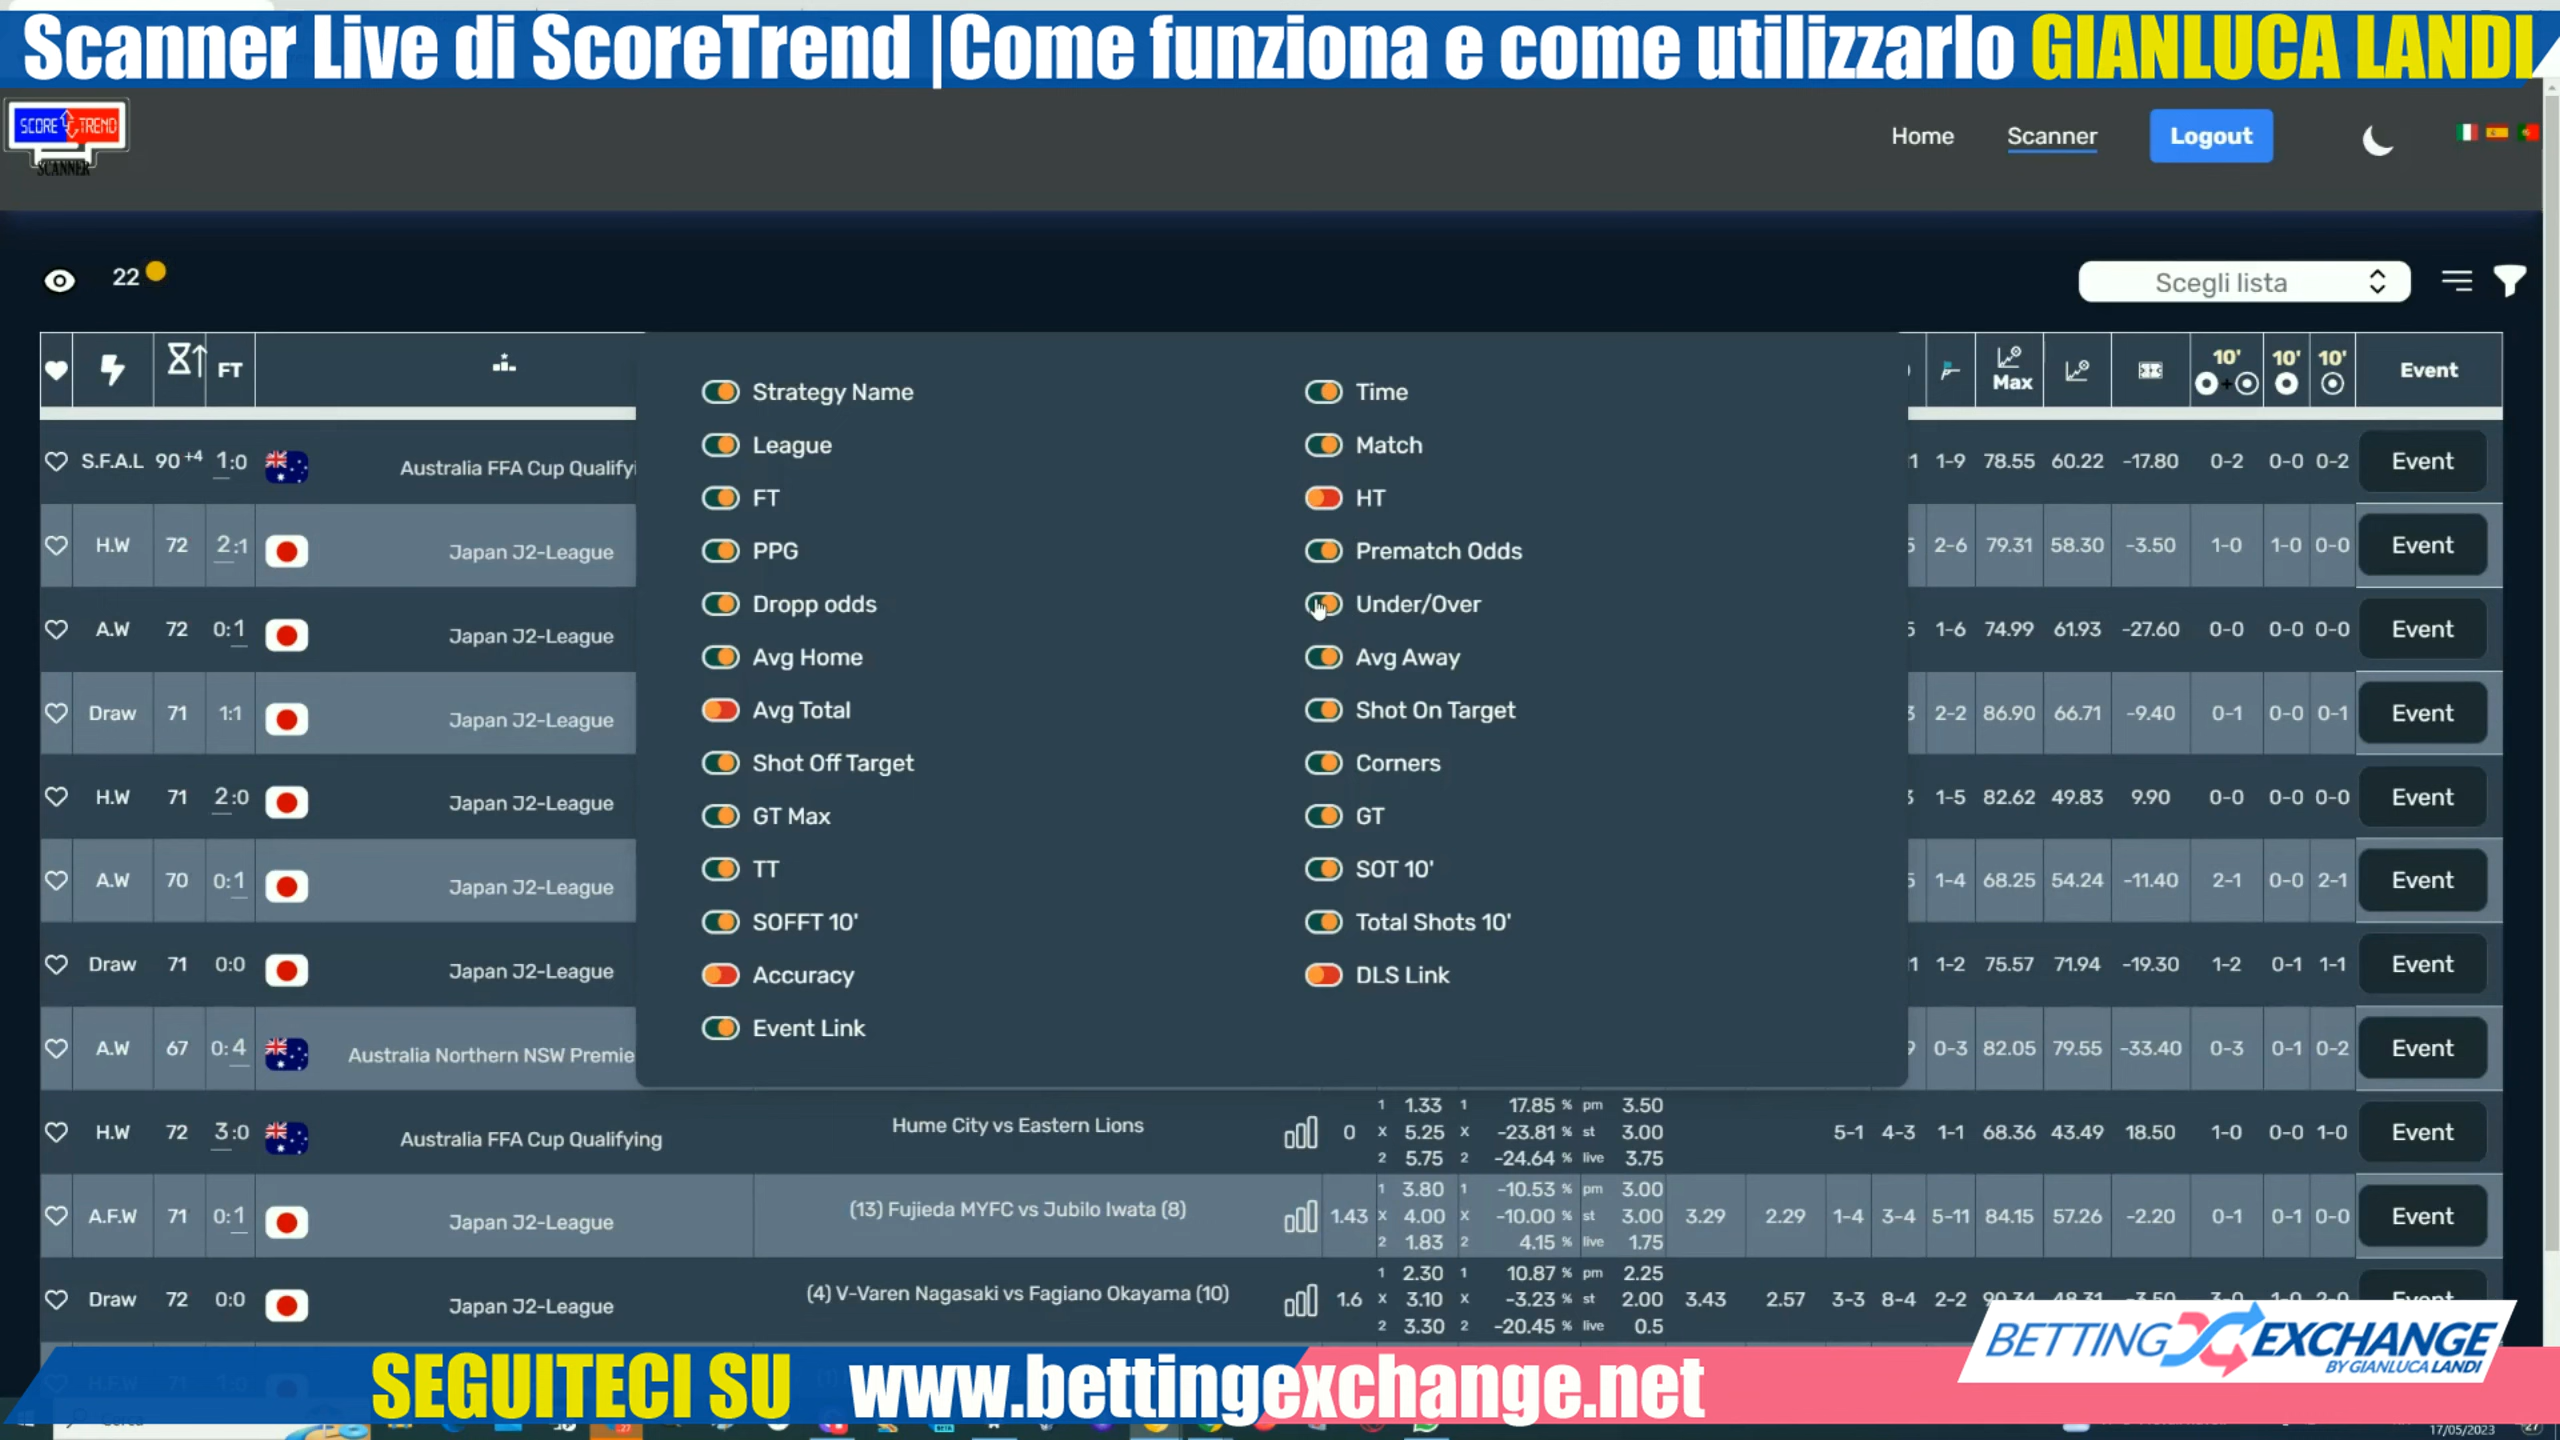 Scanner Live di ScoreTrend |Come funziona e come utilizzarlo GIANLUCA LANDI
SCORE TREND
SCANNER
Home
Scanner
Logout
22
Scegli lista
FT
Max
10'
10'
10'
Event
Strategy Name
Time
League
Match
FT
HT
PPG
Prematch Odds
Dropp odds
Under/Over
Avg Home
Avg Away
Avg Total
Shot On Target
Shot Off Target
Corners
GT Max
GT
TT
SOT 10'
SOFFT 10'
Total Shots 10'
Accuracy
DLS Link
Event Link
S.F.A.L 90 +4 1:0 Australia FFA Cup Qualifyi 1-9 78.55 60.22 -17.80 0-2 0-0 0-2 Event
H.W 72 2:1 Japan J2-League 2-6 79.31 58.30 -3.50 1-0 1-0 0-0 Event
A.W 72 0:1 Japan J2-League 1-6 74.99 61.93 -27.60 0-0 0-0 0-0 Event
Draw 71 1:1 Japan J2-League 2-2 86.90 66.71 -9.40 0-1 0-0 0-1 Event
H.W 71 2:0 Japan J2-League 1-5 82.62 49.83 9.90 0-0 0-0 0-0 Event
A.W 70 0:1 Japan J2-League 1-4 68.25 54.24 -11.40 2-1 0-0 2-1 Event
Draw 71 0:0 Japan J2-League 1-2 75.57 71.94 -19.30 1-2 0-1 1-1 Event
A.W 67 0:4 Australia Northern NSW Premie 0-3 82.05 79.55 -33.40 0-3 0-1 0-2 Event
1 1.33 1 17.85 % pm 3.50
H.W 72 3:0 Australia FFA Cup Qualifying Hume City vs Eastern Lions 0 X 5.25 X -23.81 % st 3.00 5-1 4-3 1-1 68.36 43.49 18.50 1-0 0-0 1-0 Event
2 5.75 2 -24.64 % live 3.75
1 3.80 1 -10.53 % pm 3.00
A.F.W 71 0:1 Japan J2-League (13) Fujieda MYFC vs Jubilo Iwata (8) 1.43 X 4.00 X -10.00 % st 3.00 3.29 2.29 1-4 3-4 5-11 84.15 57.26 -2.20 0-1 0-1 0-0 Event
2 1.83 2 4.15 % live 1.75
1 2.30 1 10.87 % pm 2.25
Draw 72 0:0 Japan J2-League (4) V-Varen Nagasaki vs Fagiano Okayama (10) 1.6 X 3.10 X -3.23 % st 2.00 3.43 2.57 3-3 8-4 2-2
2 3.30 2 -20.45 % live 0.5
BETTING EXCHANGE
BY GIANLUCA LANDI
SEGUITECI SU www.bettingexchange.net
17/05/2023